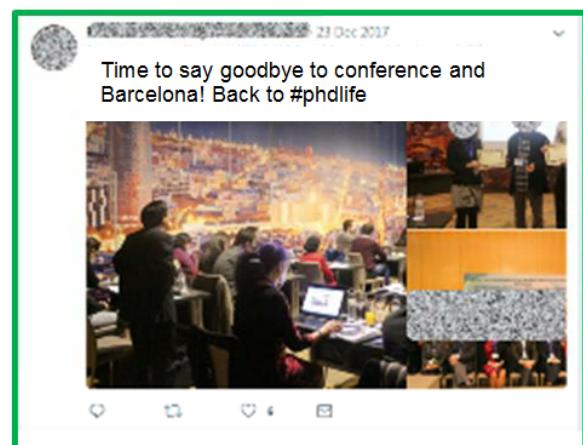 23 Dec 2017
Time to say goodbye to conference and
Barcelona! Back to #phdlife
6